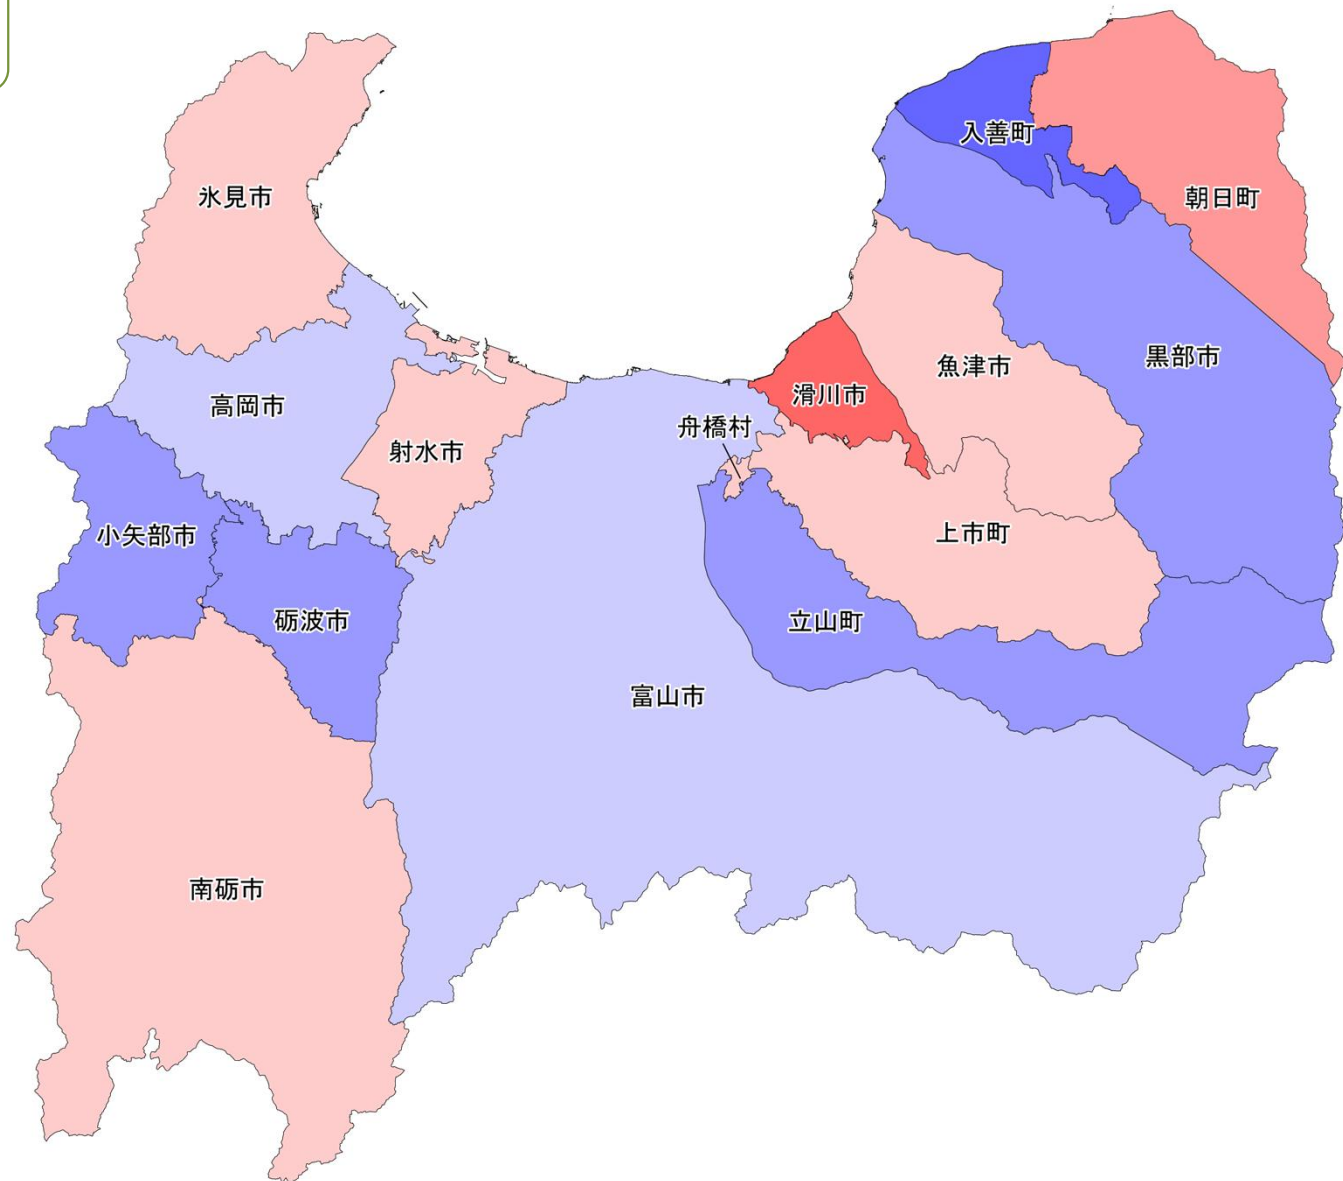 入善町
氷見市
朝日町
黒部市
魚津市
滑川市
高岡市
舟橋村
射水市
小矢部市
上市町
砺波市
立山町
富山市
南砺市